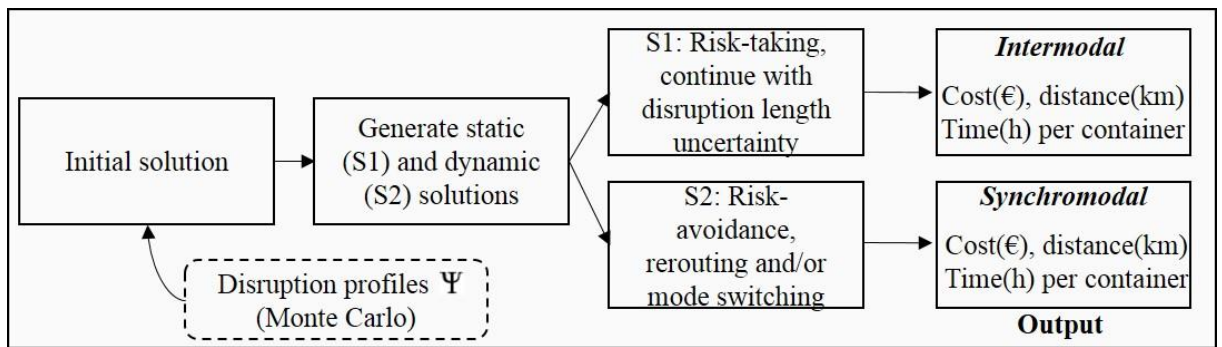 Initial solution
Disruption profiles Ψ
(Monte Carlo)
Generate static
(S1) and dynamic
(S2) solutions
S1: Risk-taking,
continue with
disruption length
uncertainty
S2: Risk-
avoidance,
rerouting and/or
mode switching
Intermodal
Cost(€), distance(km)
Time(h) per container
Synchromodal
Cost(€), distance(km)
Time(h) per container
Output